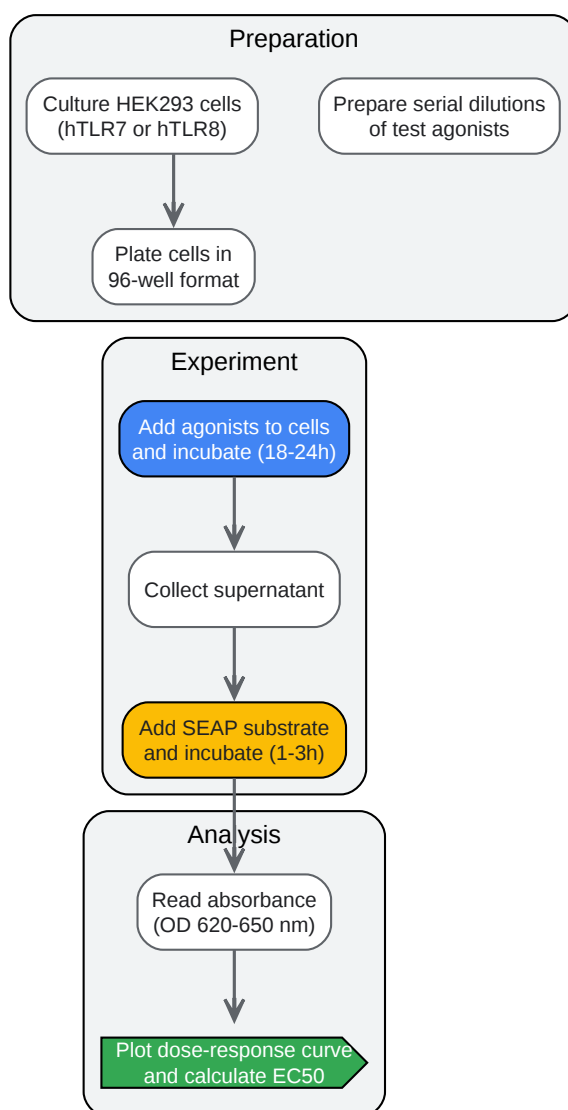 Preparation
Culture HEK293 cells
(hTLR7 or hTLR8)
Prepare serial dilutions
of test agonists
Plate cells in
96-well format
Experiment
Add agonists to cells
and incubate (18-24h)
Collect supernatant
Add SEAP substrate
and incubate (1-3h)
Analysis
Read absorbance
(OD 620-650 nm)
Plot dose-response curve
and calculate EC50